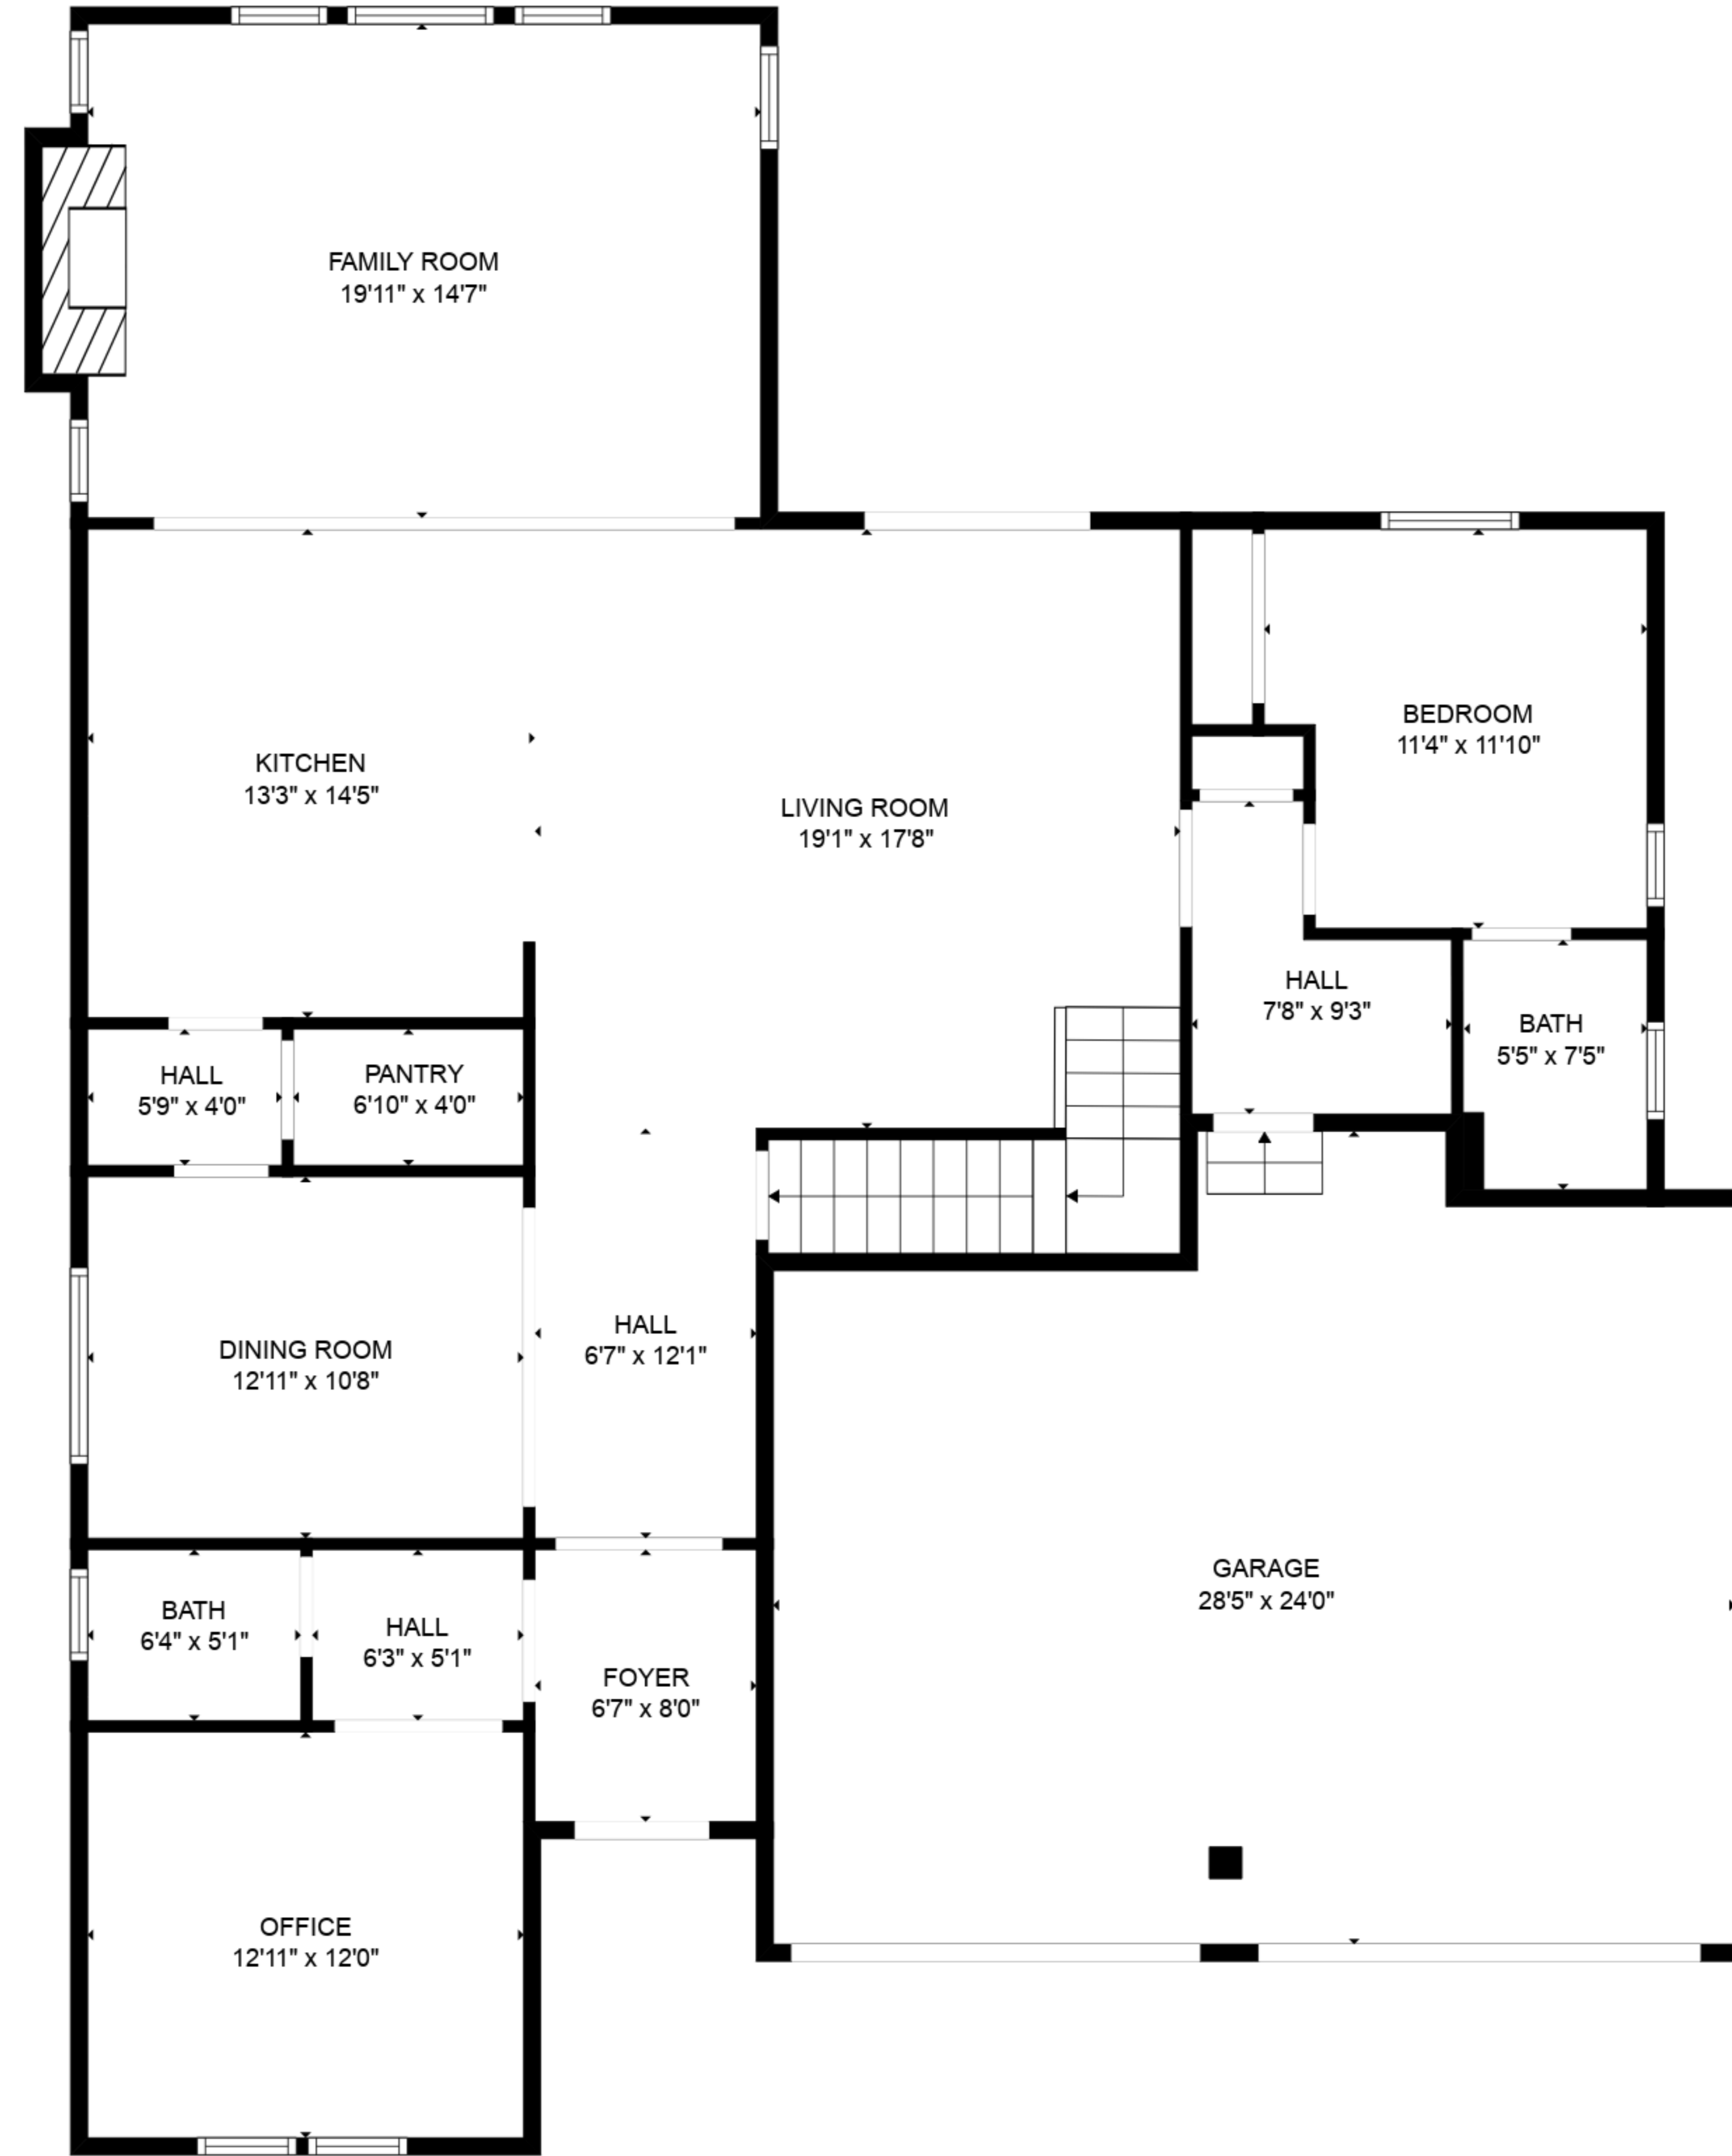 FAMILY ROOM
19'11" x 14'7"
BEDROOM
11'4" x 11'10"
KITCHEN
13'3" x 14'5"
LIVING ROOM
19'1" x 17'8"
HALL
7'8" x 9'3"
BATH
5'5" x 7'5"
HALL
5'9" x 4'0"
PANTRY
6'10" x 4'0"
HALL
6'7" x 12'1"
DINING ROOM
12'11" x 10'8"
GARAGE
28'5" x 24'0"
BATH
6'4" x 5'1"
HALL
6'3" x 5'1"
FOYER
6'7" x 8'0"
OFFICE
12'11" x 12'0"